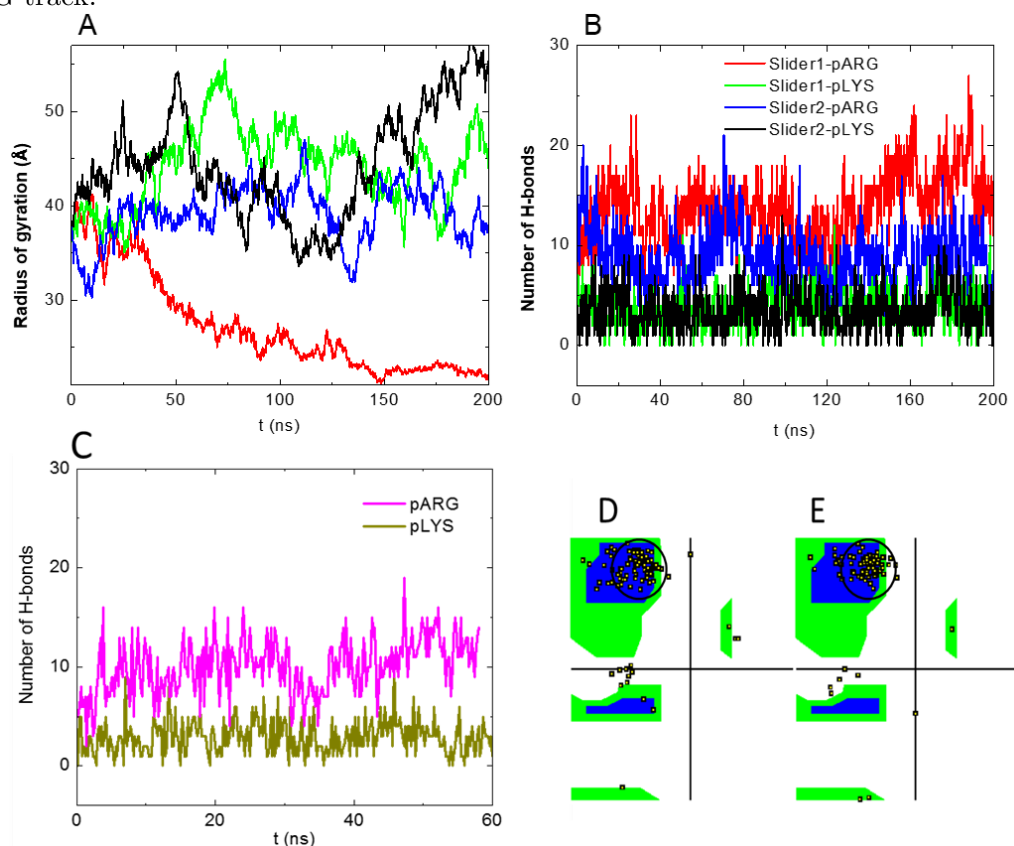 G track.
A
Radius of gyration (Å)
50
40
30
0
50
100
150
200
t (ns)
B
Number of H-bonds
30
20
10
0
Slider1-pARG
Slider1-pLYS
Slider2-pARG
Slider2-pLYS
0
40
80
120
160
200
t (ns)
C
Number of H-bonds
30
20
10
0
pARG
pLYS
0
20
40
60
t (ns)
D
E